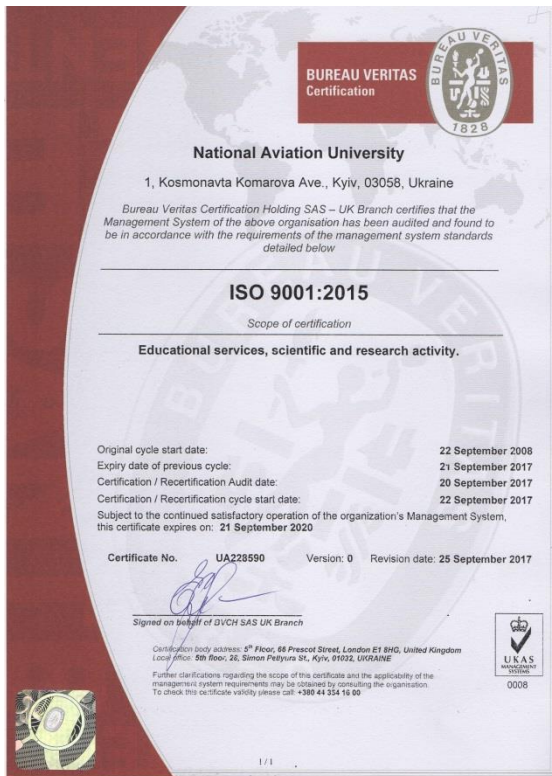 BUREAU VERITAS
Certification
BUREAU VERITAS
1828
National Aviation University
1, Kosmonavta Komarova Ave., Kyiv, 03058, Ukraine
Bureau Veritas Certification Holding SAS – UK Branch certifies that the
Management System of the above organisation has been audited and found to
be in accordance with the requirements of the management system standards
detailed below
ISO 9001:2015
Scope of certification
Educational services, scientific and research activity.
Original cycle start date: 22 September 2008
Expiry date of previous cycle: 21 September 2017
Certification / Recertification Audit date: 20 September 2017
Certification / Recertification cycle start date: 22 September 2017
Subject to the continued satisfactory operation of the organization's Management System,
this certificate expires on: 21 September 2020
Certificate No. UA228590 Version: 0 Revision date: 25 September 2017
Signed on behalf of BVCH SAS UK Branch
Certification body address: 5th Floor, 66 Prescot Street, London E1 8HG, United Kingdom
Local office: 5th floor, 28, Simon Petlyura St., Kyiv, 01032, UKRAINE
Further clarifications regarding the scope of this certificate and the applicability of the
management system requirements may be obtained by consulting the organisation.
To check this certificate validity please call: +380 44 354 16 00
UKAS
MANAGEMENT
SYSTEMS
0008
1 / 1